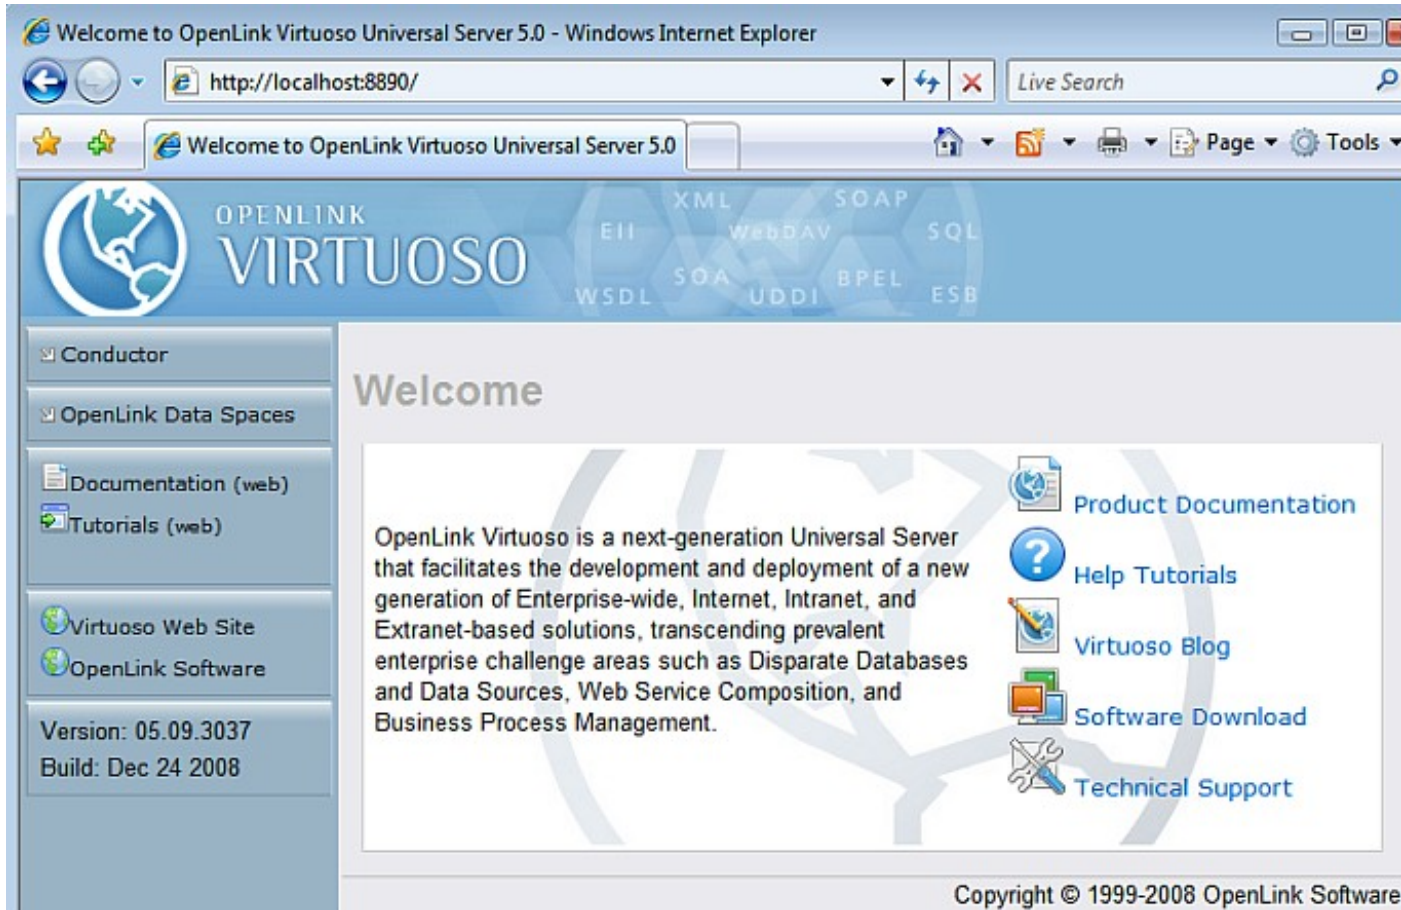 Welcome to OpenLink Virtuoso Universal Server 5.0 - Windows Internet Explorer
http://localhost:8890/
Live Search
Welcome to OpenLink Virtuoso Universal Server 5.0
Page
Tools
OPENLINK
VIRTUOSO
XML
SOAP
EII
WebDAV
SQL
SOA
BPEL
WSDL
UDDI
ESB
Conductor
OpenLink Data Spaces
Documentation (web)
Tutorials (web)
Virtuoso Web Site
OpenLink Software
Version: 05.09.3037
Build: Dec 24 2008
Welcome
OpenLink Virtuoso is a next-generation Universal Server
that facilitates the development and deployment of a new
generation of Enterprise-wide, Internet, Intranet, and
Extranet-based solutions, transcending prevalent
enterprise challenge areas such as Disparate Databases
and Data Sources, Web Service Composition, and
Business Process Management.
Product Documentation
Help Tutorials
Virtuoso Blog
Software Download
Technical Support
Copyright © 1999-2008 OpenLink Software